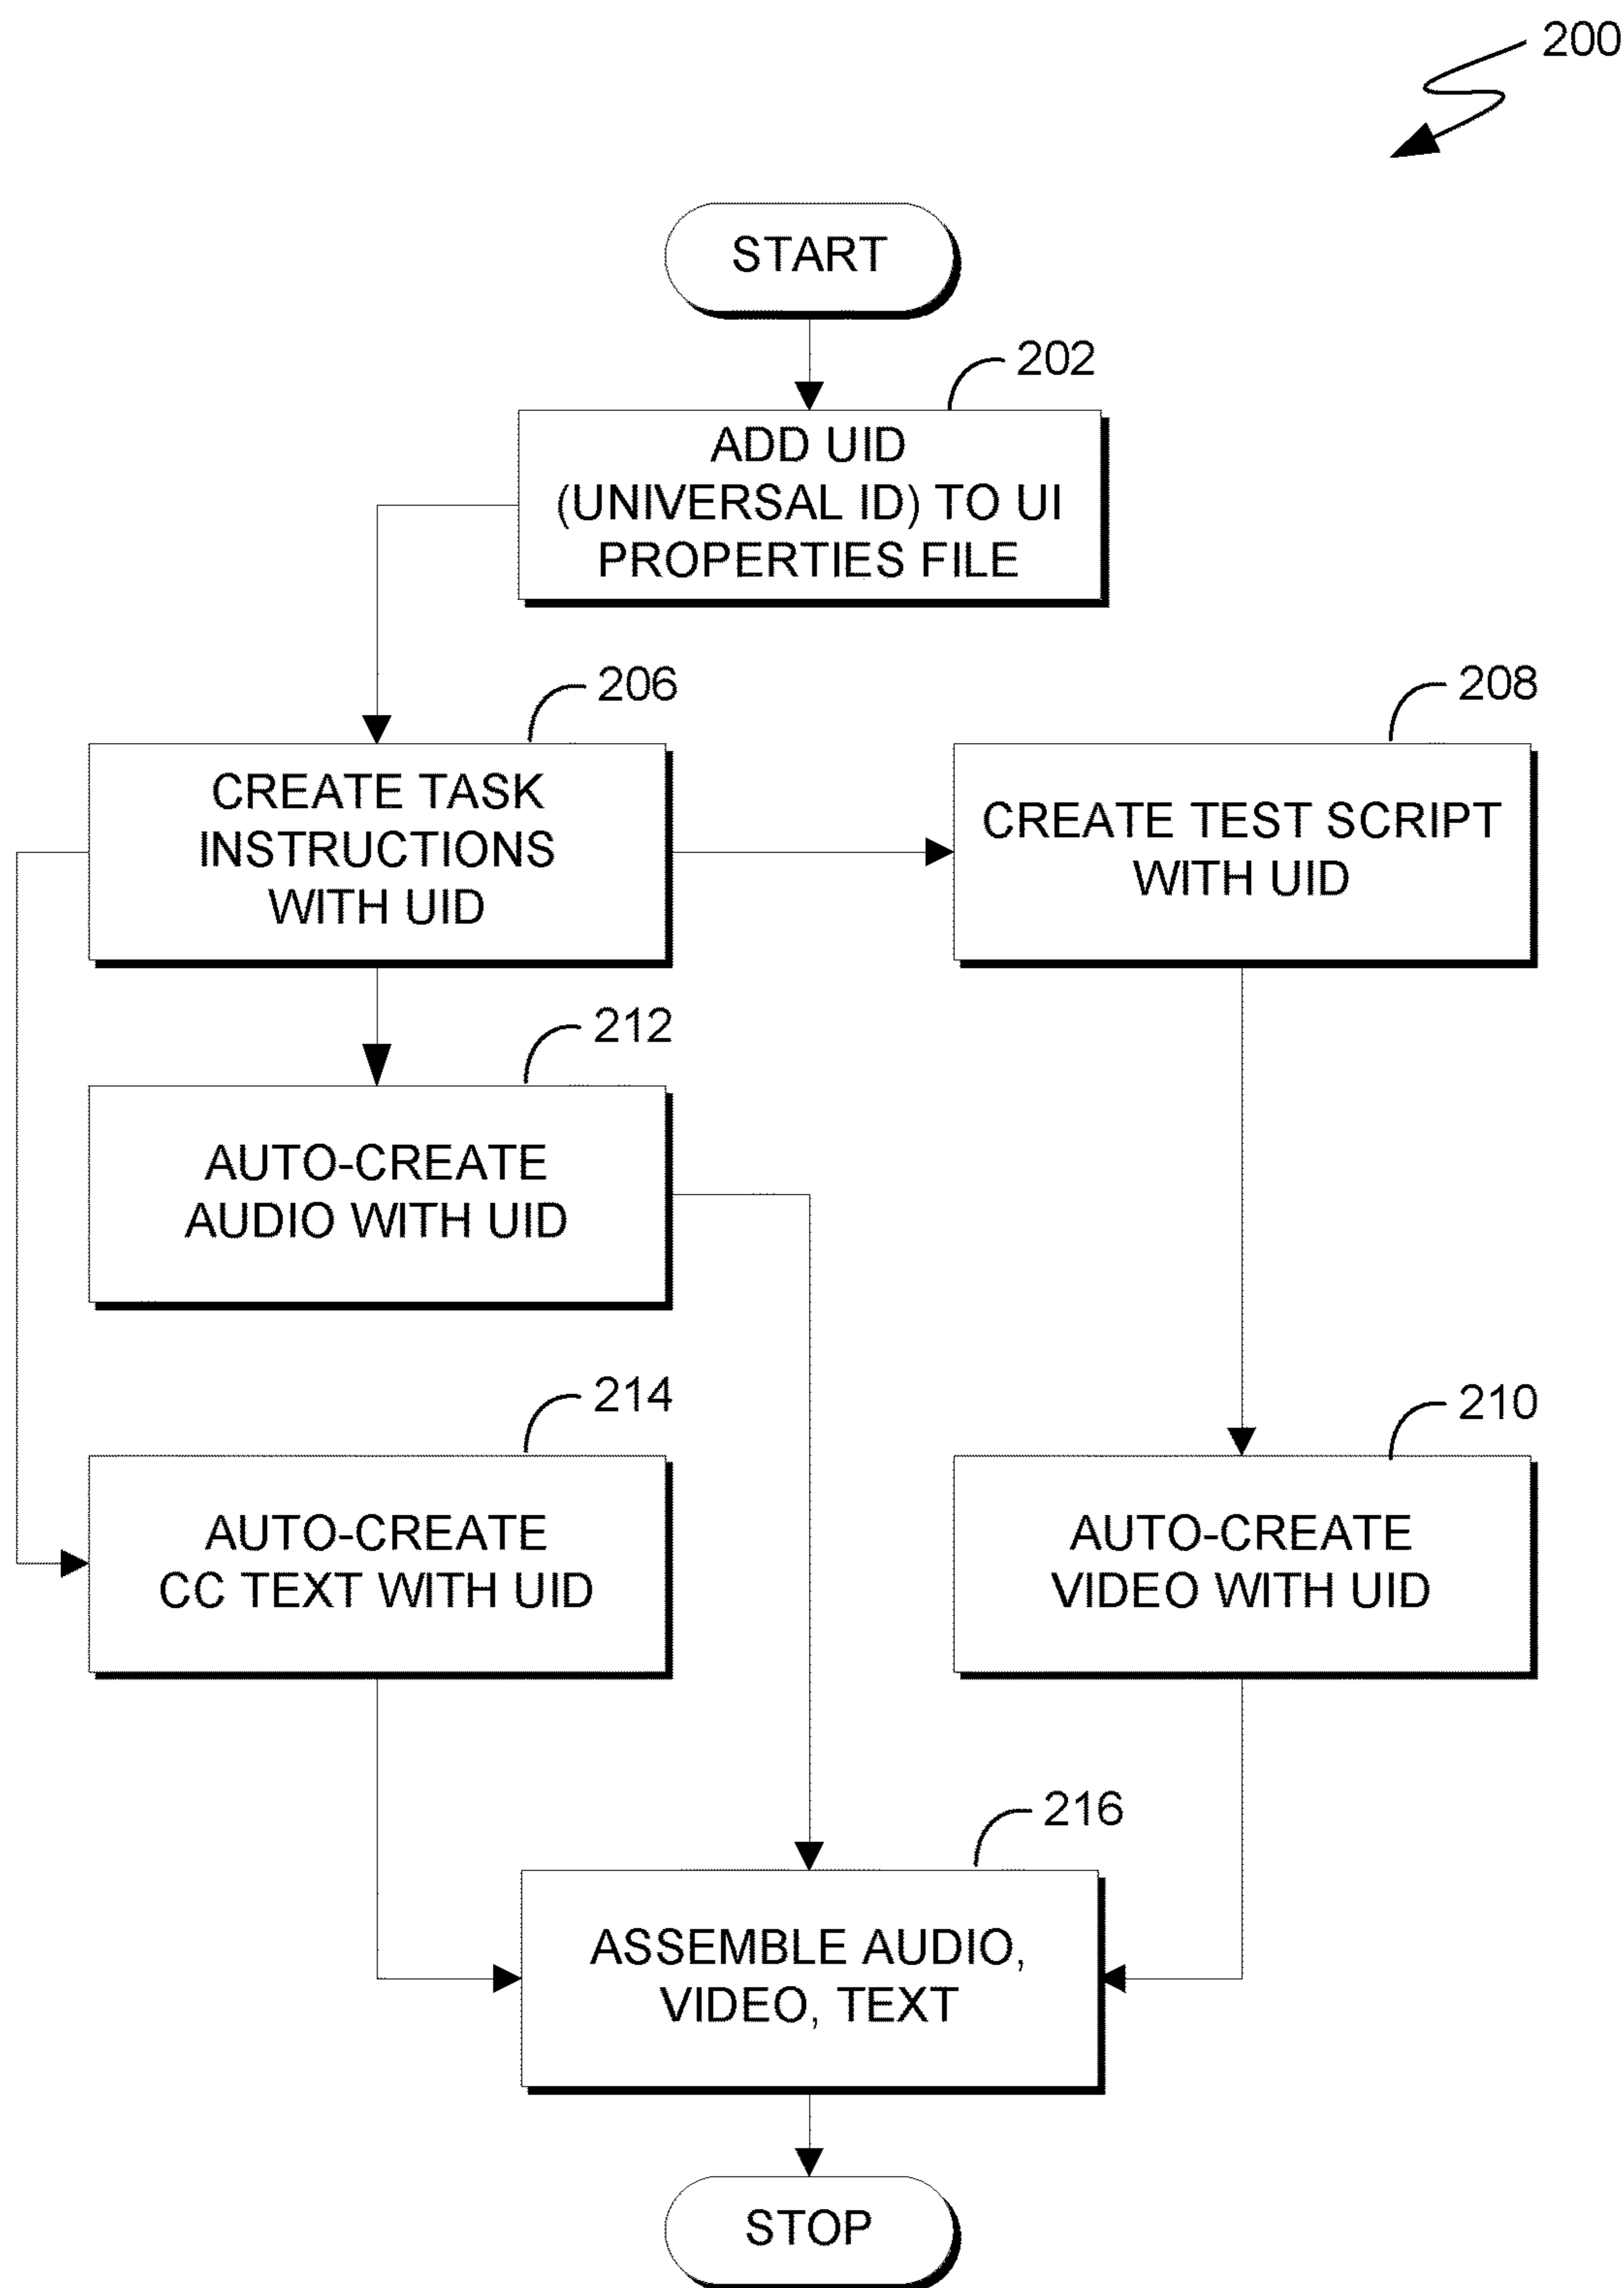 200
START
202
ADD UID
(UNIVERSAL ID) TO UI
PROPERTIES FILE
206
208
CREATE TASK
INSTRUCTIONS
WITH UID
CREATE TEST SCRIPT
WITH UID
212
AUTO-CREATE
AUDIO WITH UID
214
210
AUTO-CREATE
CC TEXT WITH UID
AUTO-CREATE
VIDEO WITH UID
216
ASSEMBLE AUDIO,
VIDEO, TEXT
STOP